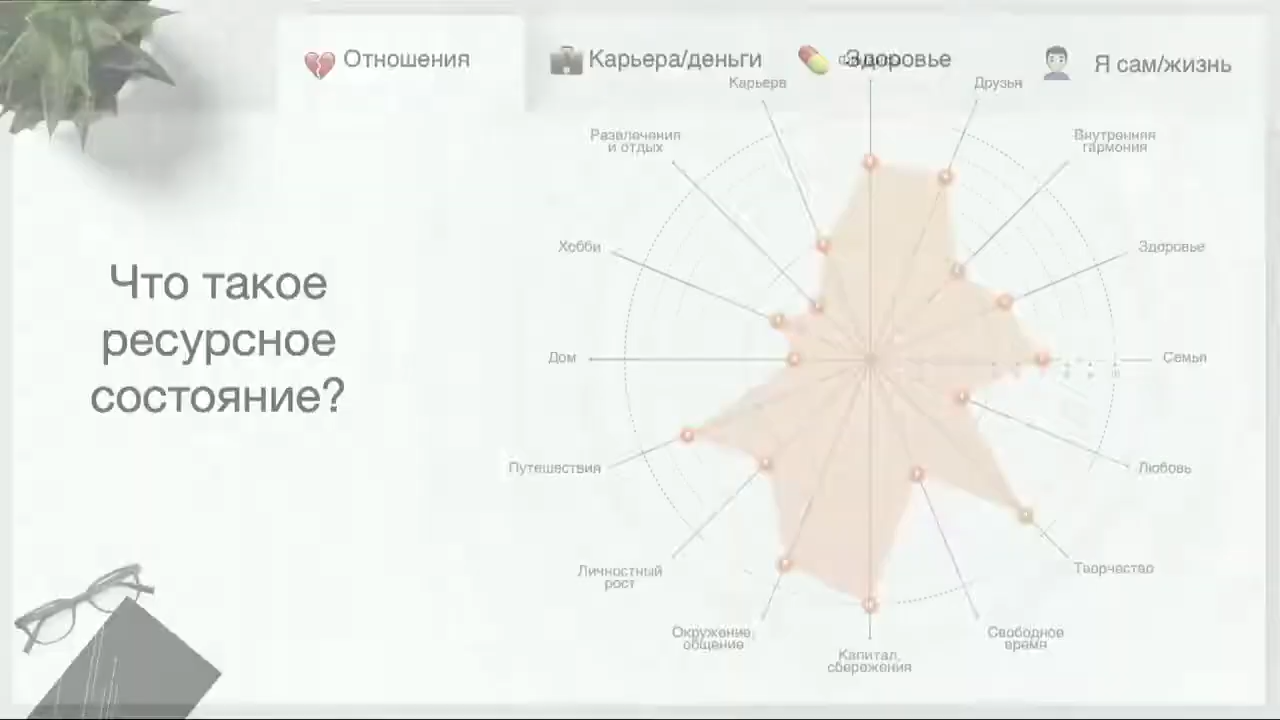 Отношения
Карьера/деньги
Здоровье
Я сам/жизнь
Карьера
Друзья
Развлечения
и отдых
Внутренняя
гармония
Хобби
Здоровье
Что такое
ресурсное
состояние?
Дом
Семья
Путешествия
Любовь
Личностный
рост
Творчество
Окружение,
общение
Свободное
время
Капитал,
сбережения